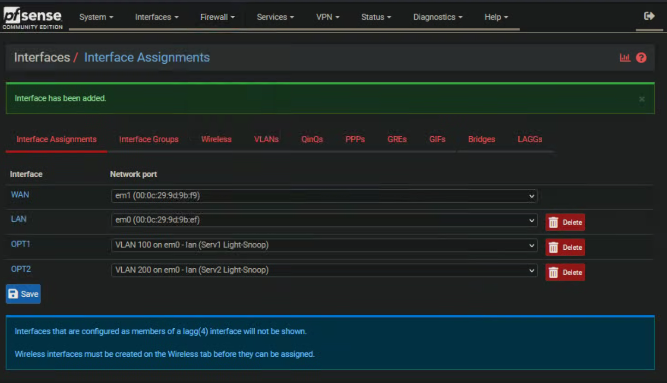 pfsense
COMMUNITY EDITION
System Interfaces Firewall Services VPN Status Diagnostics Help
Interfaces / Interface Assignments
Interface has been added.
×
Interface Assignments Interface Groups Wireless VLANs QinQs PPPs GREs GIFs Bridges LAGGs
Interface Network port
WAN em1 (00:0c:29:9d:9b:f9)
LAN em0 (00:0c:29:9d:9b:ef) Delete
OPT1 VLAN 100 on em0 - lan (Serv1 Light-Snoop) Delete
OPT2 VLAN 200 on em0 - lan (Serv2 Light-Snoop) Delete
Save
Interfaces that are configured as members of a lagg(4) interface will not be shown.
Wireless interfaces must be created on the Wireless tab before they can be assigned.